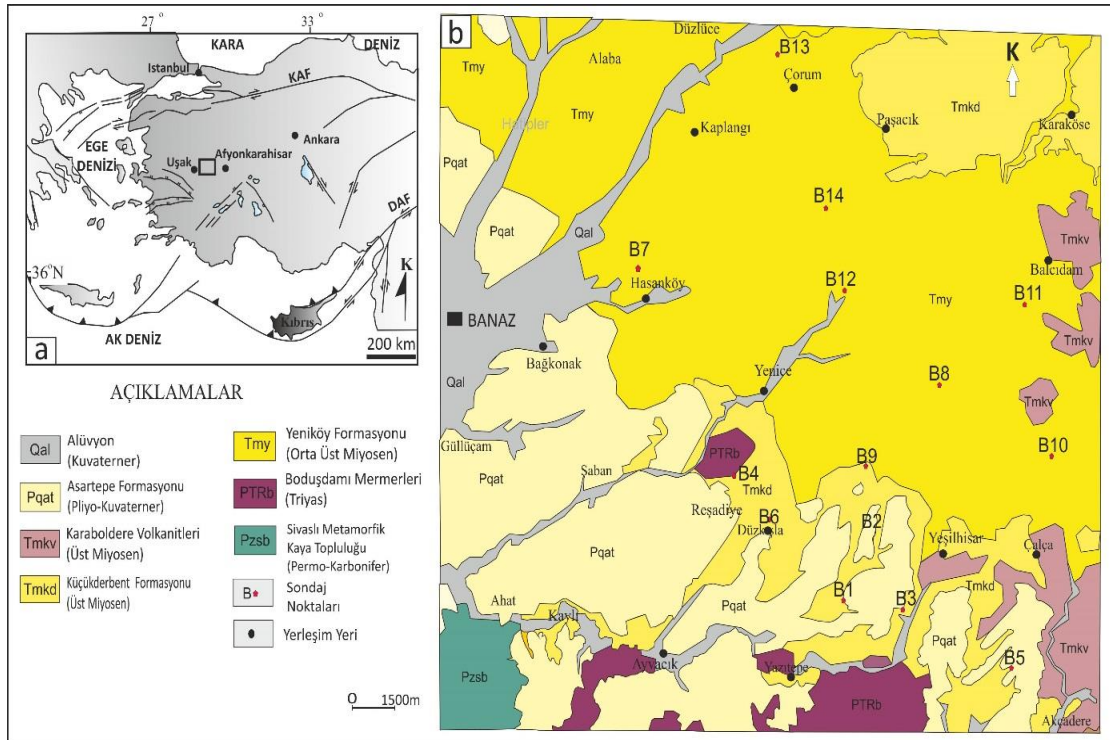 27°
33
KARA
DENİZ
Istanbul
KAF
Ankara
EGE
DENİZİ
Uşak
Afyonkarahisar
DAF
36°N
K
Kıbrıs
AK DENİZ
200 km
a
AÇIKLAMALAR
Qal
Alüvyon
(Kuvaterner)
Pqat
Asartepe Formasyonu
(Pliyo-Kuvaterner)
Tmkv
Karaboldere Volkanitleri
(Üst Miyosen)
Tmkd
Küçükderbent Formasyonu
(Üst Miyosen)
Tmy
Yeniköy Formasyonu
(Orta Üst Miyosen)
PTRb
Boduşdamı Mermerleri
(Triyas)
Pzsb
Sivaslı Metamorfik
Kaya Topluluğu
(Permo-Karbonifer)
B
Sondaj
Noktaları
Yerleşim Yeri
0 1500m
b
Düzlüce
B13
Alaba
Tmy
Çorum
K
Tmkd
Tmy
Paşacık
Karaköse
Kaplangı
Pqat
B14
Pqat
Qal
B7
Tmkv
Balcıdam
Hasanköy
B12
Tmy
B11
BANAZ
Tmkv
Bağkonak
Qal
Yenice
B8
Tmkv
Güllüçam
PTRb
B9
B10
Şaban
B4
Tmkd
Pqat
Reşadiye
B6
B2
Düzkışla
Pqat
Yeşilhisar
Çalça
Tmkd
B1
B3
Ahat
Kaylı
Pqat
Pqat
Ayvacık
Tmkv
B5
Pzsb
Yazıtepe
PTRb
Akçadere